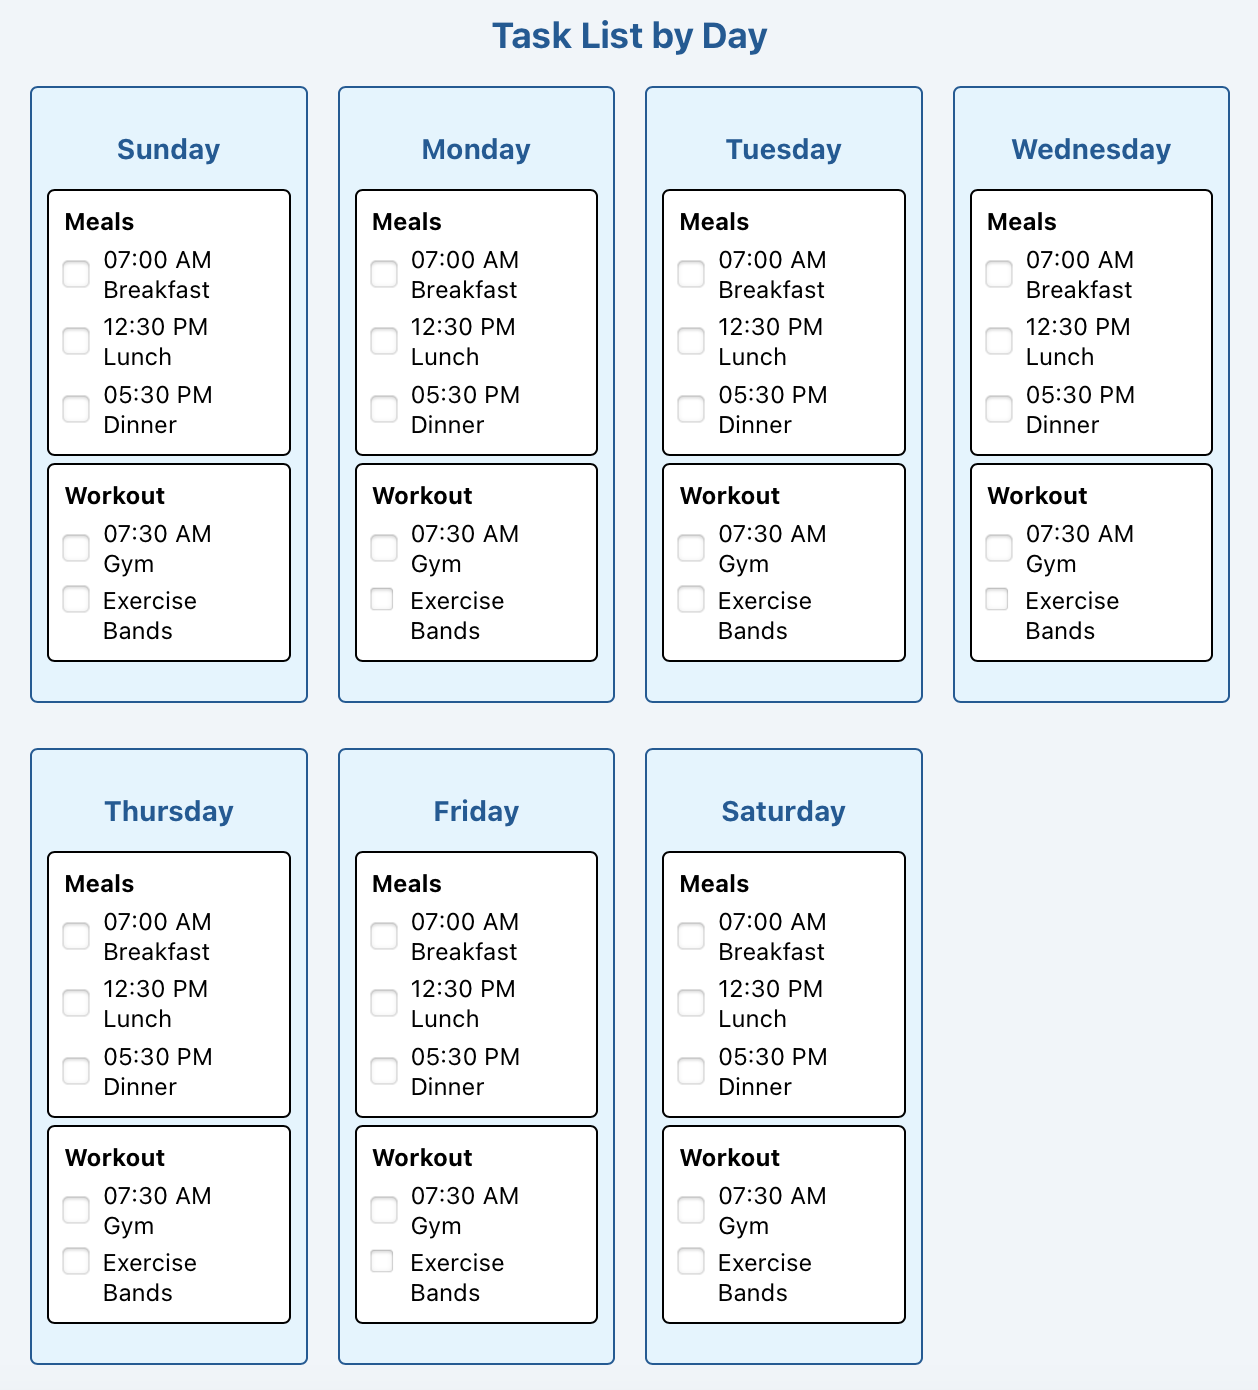 Task List by Day
Sunday
Meals
07:00 AM
Breakfast
12:30 PM
Lunch
05:30 PM
Dinner
Workout
07:30 AM
Gym
Exercise
Bands
Monday
Meals
07:00 AM
Breakfast
12:30 PM
Lunch
05:30 PM
Dinner
Workout
07:30 AM
Gym
Exercise
Bands
Tuesday
Meals
07:00 AM
Breakfast
12:30 PM
Lunch
05:30 PM
Dinner
Workout
07:30 AM
Gym
Exercise
Bands
Wednesday
Meals
07:00 AM
Breakfast
12:30 PM
Lunch
05:30 PM
Dinner
Workout
07:30 AM
Gym
Exercise
Bands
Thursday
Meals
07:00 AM
Breakfast
12:30 PM
Lunch
05:30 PM
Dinner
Workout
07:30 AM
Gym
Exercise
Bands
Friday
Meals
07:00 AM
Breakfast
12:30 PM
Lunch
05:30 PM
Dinner
Workout
07:30 AM
Gym
Exercise
Bands
Saturday
Meals
07:00 AM
Breakfast
12:30 PM
Lunch
05:30 PM
Dinner
Workout
07:30 AM
Gym
Exercise
Bands